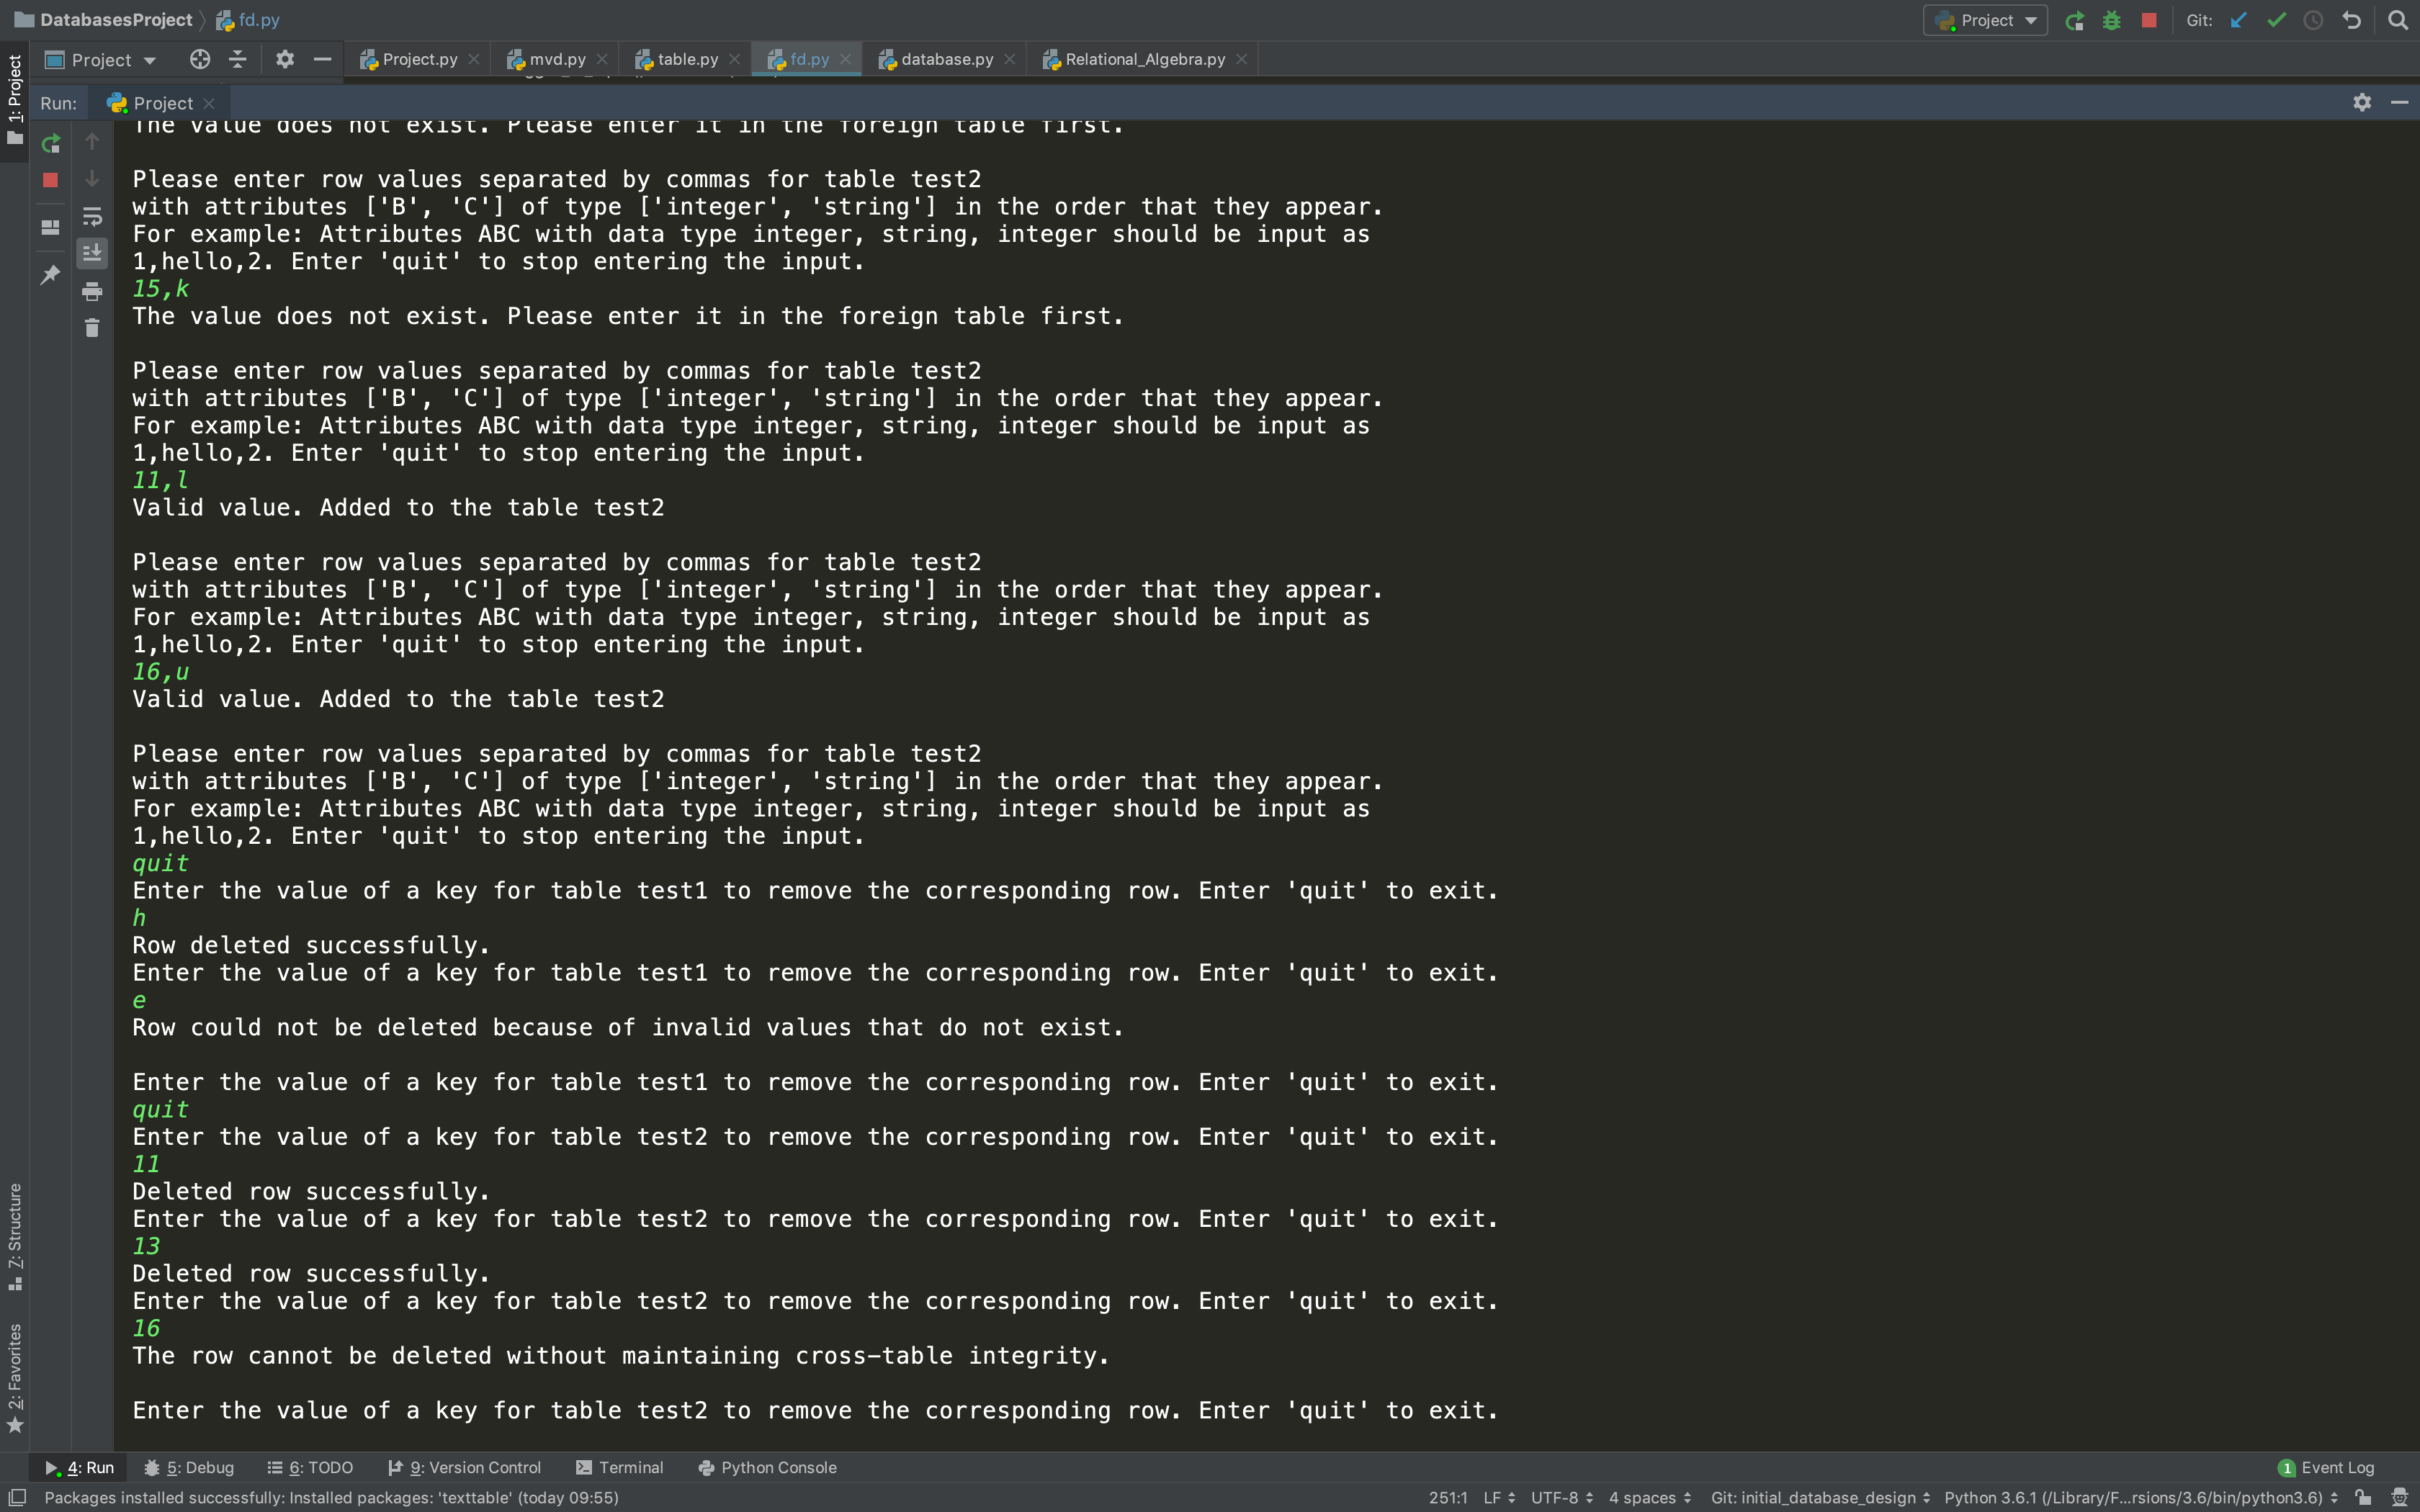 DatabasesProject fd.py Project Git:
Project Project.py mvd.py table.py fd.py database.py Relational_Algebra.py
1: Project
Run: Project
The value does not exist. Please enter it in the foreign table first.
Please enter row values separated by commas for table test2
with attributes ['B', 'C'] of type ['integer', 'string'] in the order that they appear.
For example: Attributes ABC with data type integer, string, integer should be input as
1,hello,2. Enter 'quit' to stop entering the input.
15,k
The value does not exist. Please enter it in the foreign table first.
Please enter row values separated by commas for table test2
with attributes ['B', 'C'] of type ['integer', 'string'] in the order that they appear.
For example: Attributes ABC with data type integer, string, integer should be input as
1,hello,2. Enter 'quit' to stop entering the input.
11,l
Valid value. Added to the table test2
Please enter row values separated by commas for table test2
with attributes ['B', 'C'] of type ['integer', 'string'] in the order that they appear.
For example: Attributes ABC with data type integer, string, integer should be input as
1,hello,2. Enter 'quit' to stop entering the input.
16,u
Valid value. Added to the table test2
Please enter row values separated by commas for table test2
with attributes ['B', 'C'] of type ['integer', 'string'] in the order that they appear.
For example: Attributes ABC with data type integer, string, integer should be input as
1,hello,2. Enter 'quit' to stop entering the input.
quit
Enter the value of a key for table test1 to remove the corresponding row. Enter 'quit' to exit.
h
Row deleted successfully.
Enter the value of a key for table test1 to remove the corresponding row. Enter 'quit' to exit.
e
Row could not be deleted because of invalid values that do not exist.
Enter the value of a key for table test1 to remove the corresponding row. Enter 'quit' to exit.
quit
Enter the value of a key for table test2 to remove the corresponding row. Enter 'quit' to exit.
11
Deleted row successfully.
Enter the value of a key for table test2 to remove the corresponding row. Enter 'quit' to exit.
13
Deleted row successfully.
Enter the value of a key for table test2 to remove the corresponding row. Enter 'quit' to exit.
16
The row cannot be deleted without maintaining cross-table integrity.
Enter the value of a key for table test2 to remove the corresponding row. Enter 'quit' to exit.
7: Structure
2: Favorites
4: Run 5: Debug 6: TODO 9: Version Control Terminal Python Console 1 Event Log
Packages installed successfully: Installed packages: 'texttable' (today 09:55) 251:1 LF UTF-8 4 spaces Git: initial_database_design Python 3.6.1 (/Library/F...rsions/3.6/bin/python3.6)